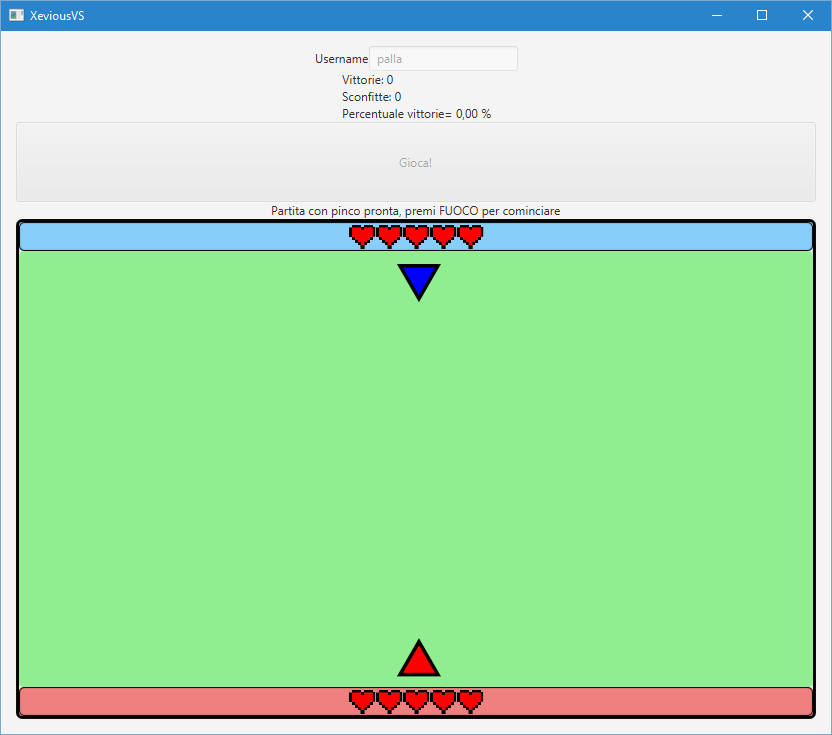 XeviousVS
Username palla
Vittorie: 0
Sconfitte: 0
Percentuale vittorie= 0,00 %
Gioca!
Partita con pinco pronta, premi FUOCO per cominciare